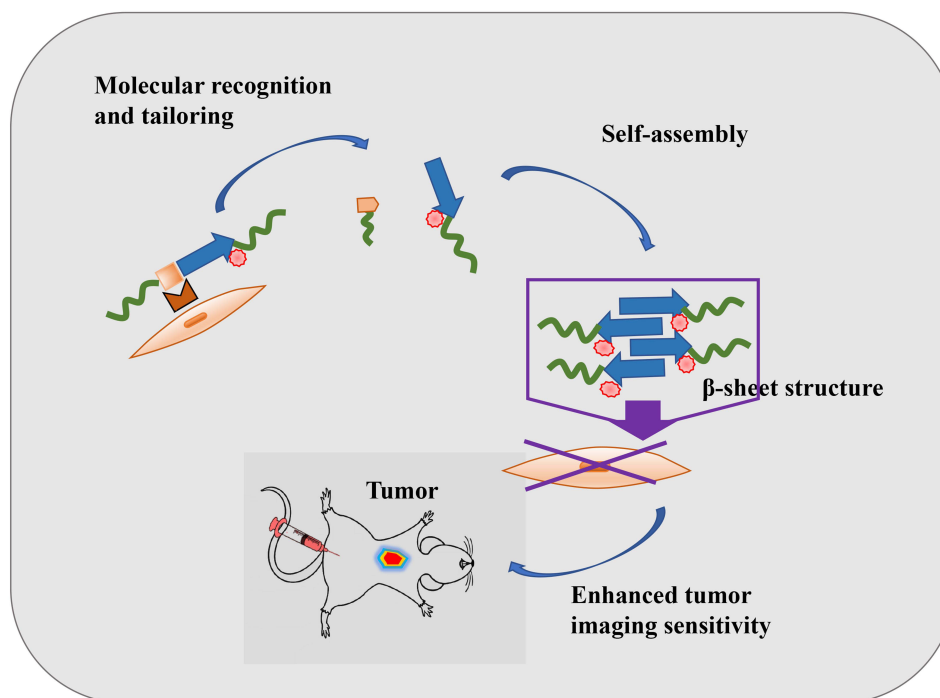 Molecular recognition
and tailoring
Self-assembly
β-sheet structure
Tumor
Enhanced tumor
imaging sensitivity